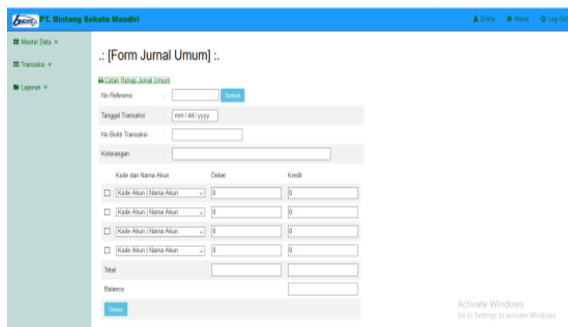 PT. Bintang Sekata Mandiri
Erlina About Log Out
Master Data
Transaksi
Laporan
.: [Form Jurnal Umum] :.
Cetak Rekap Jurnal Umum
No Referensi :
Tanggal Transaksi : mm / dd / yyyy
No Bukti Transaksi :
Keterangan :
Kode dan Nama Akun Debet Kredit
Kode Akun | Nama Akun 0 0
Kode Akun | Nama Akun 0 0
Kode Akun | Nama Akun 0 0
Kode Akun | Nama Akun 0 0
Total
Balance
Simpan
Activate Windows
Go to Settings to activate Windows.